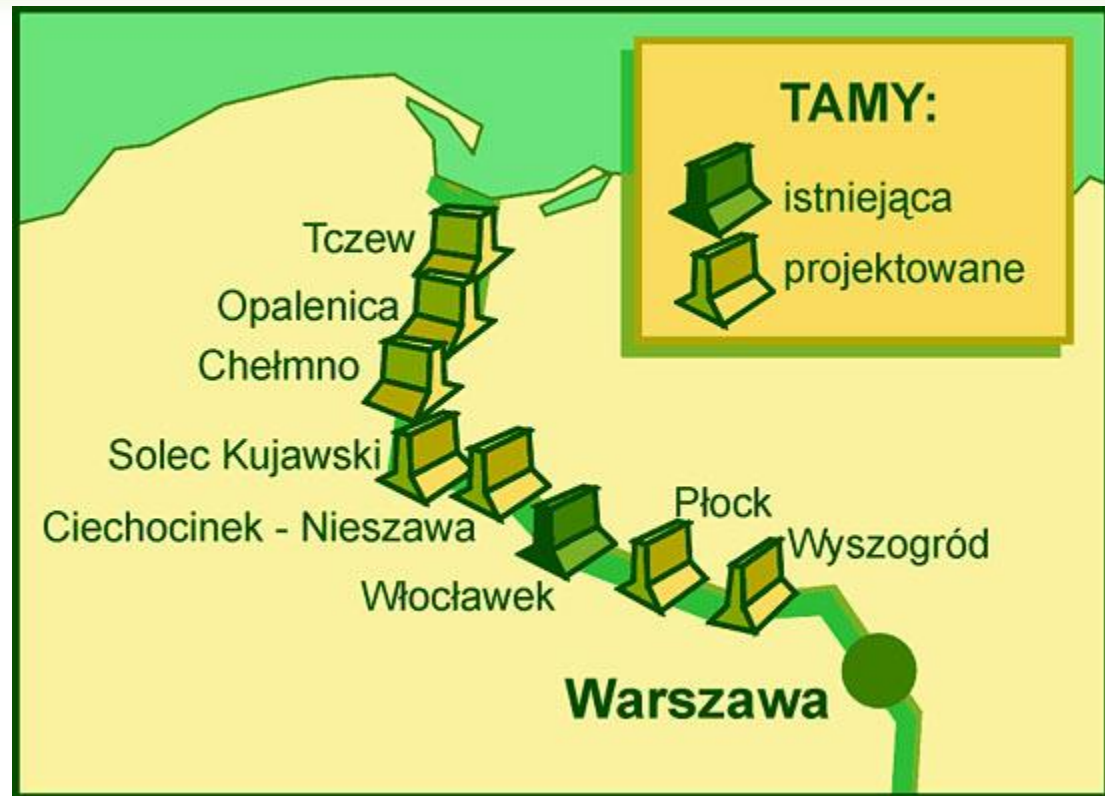 TAMY:
istniejąca
projektowane
Tczew
Opalenica
Chełmno
Solec Kujawski
Ciechocinek - Nieszawa
Włocławek
Płock
Wyszogród
Warszawa